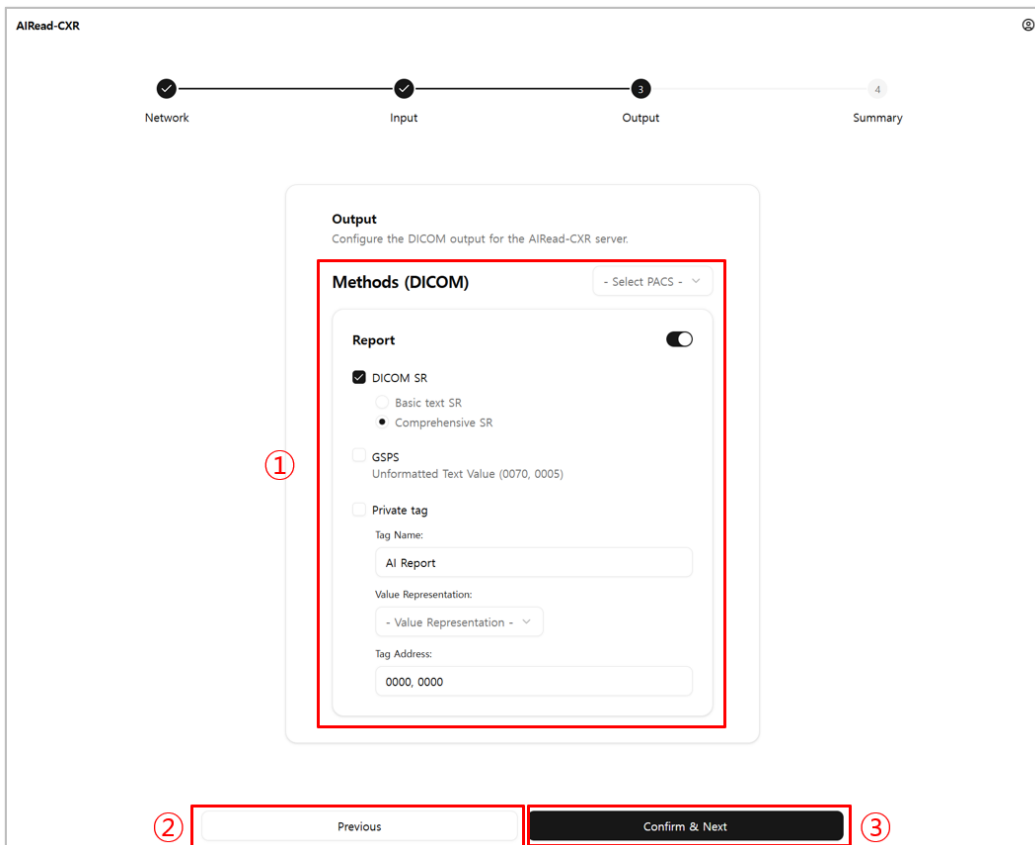 AIRead-CXR
3
4
Network
Input
Output
Summary
Output
Configure the DICOM output for the AIRead-CXR server.
Methods (DICOM)
- Select PACS -
Report
DICOM SR
Basic text SR
Comprehensive SR
①
GSPS
Unformatted Text Value (0070, 0005)
Private tag
Tag Name:
AI Report
Value Representation:
- Value Representation -
Tag Address:
0000, 0000
②
Previous
Confirm & Next
③